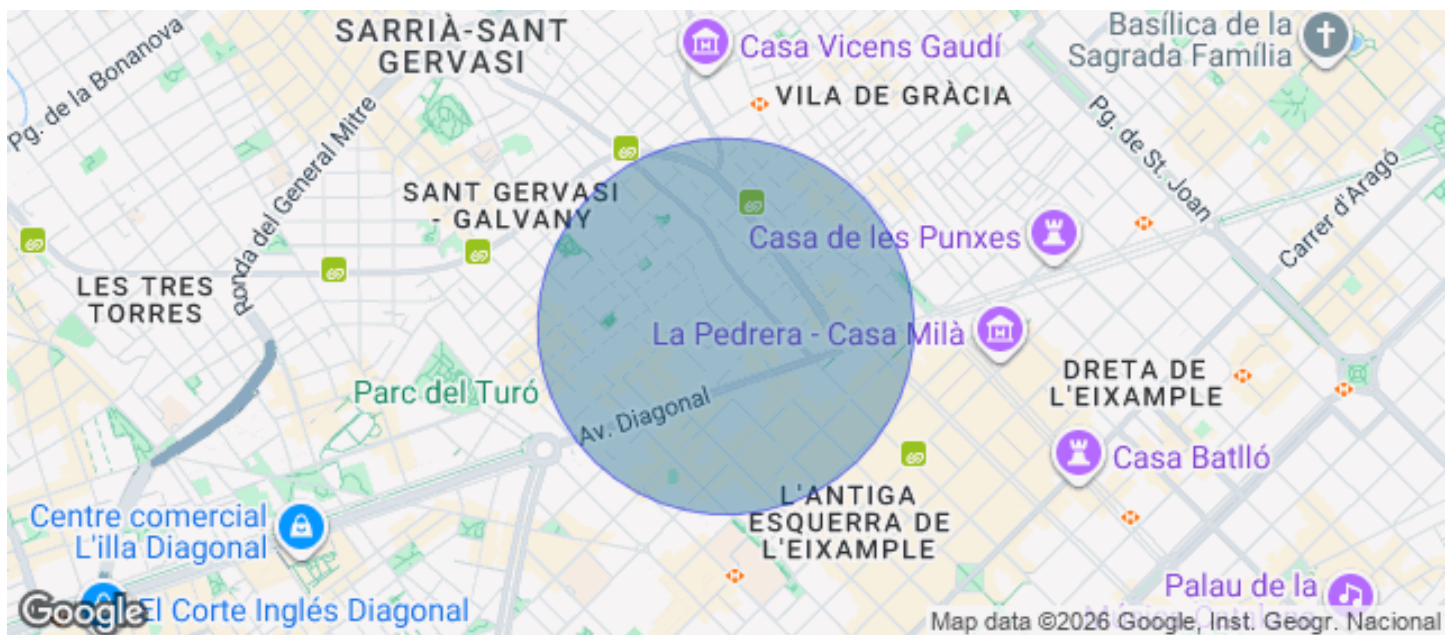 SARRIÀ-SANT
GERVASI
Casa Vicens Gaudí
Basílica de la
Sagrada Família
Pg. de la Bonanova
VILA DE GRÀCIA
Ronda del General Mitre
Pg. de St. Joan
SANT GERVASI
- GALVANY
Carrer d'Aragó
Casa de les Punxes
LES TRES
TORRES
La Pedrera - Casa Milà
Parc del Turó
Av. Diagonal
DRETA DE
L'EIXAMPLE
Casa Batlló
L'ANTIGA
ESQUERRA DE
L'EIXAMPLE
Centre comercial
L'illa Diagonal
Palau de la
Música Catalana
El Corte Inglés Diagonal
Google
Map data ©2026 Google, Inst. Geogr. Nacional